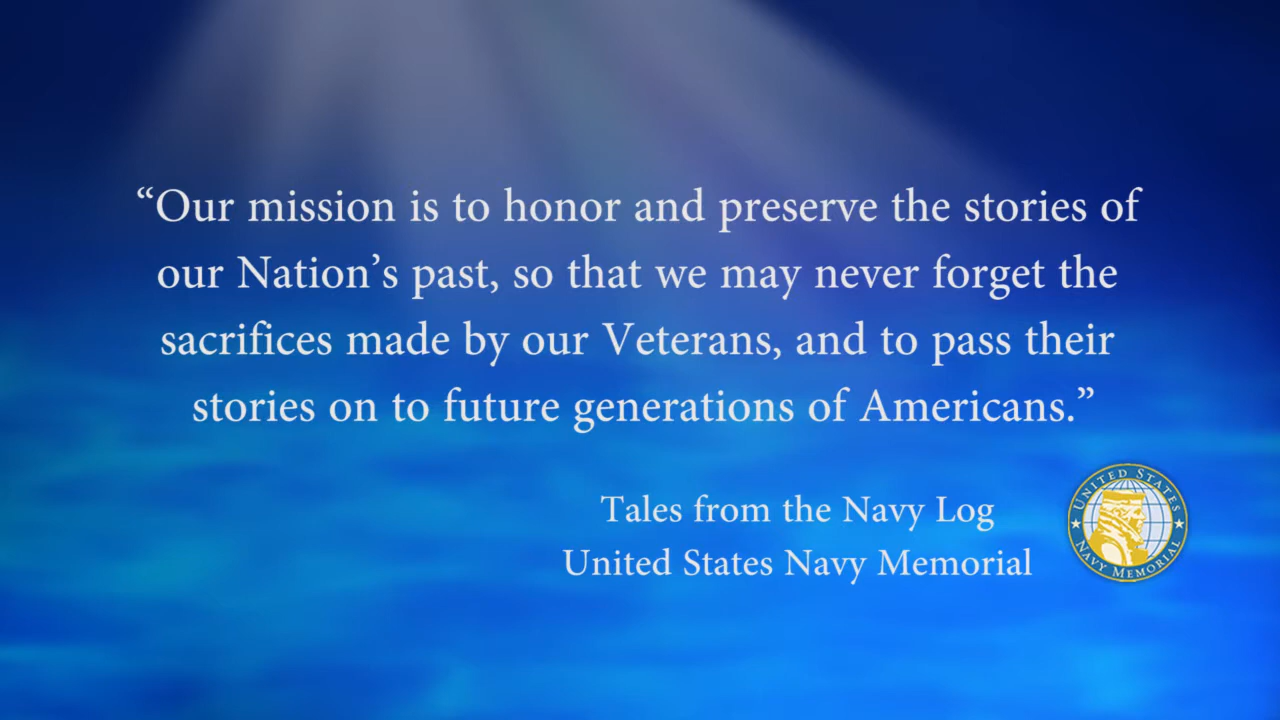 “Our mission is to honor and preserve the stories of
our Nation’s past, so that we may never forget the
sacrifices made by our Veterans, and to pass their
stories on to future generations of Americans.”
Tales from the Navy Log
United States Navy Memorial
UNITED STATES
NAVY MEMORIAL